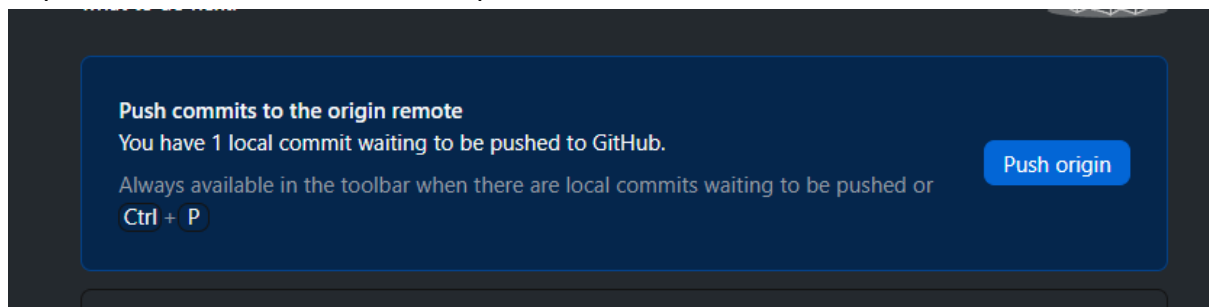 Push commits to the origin remote
You have 1 local commit waiting to be pushed to GitHub.
Push origin
Always available in the toolbar when there are local commits waiting to be pushed or
Ctrl + P